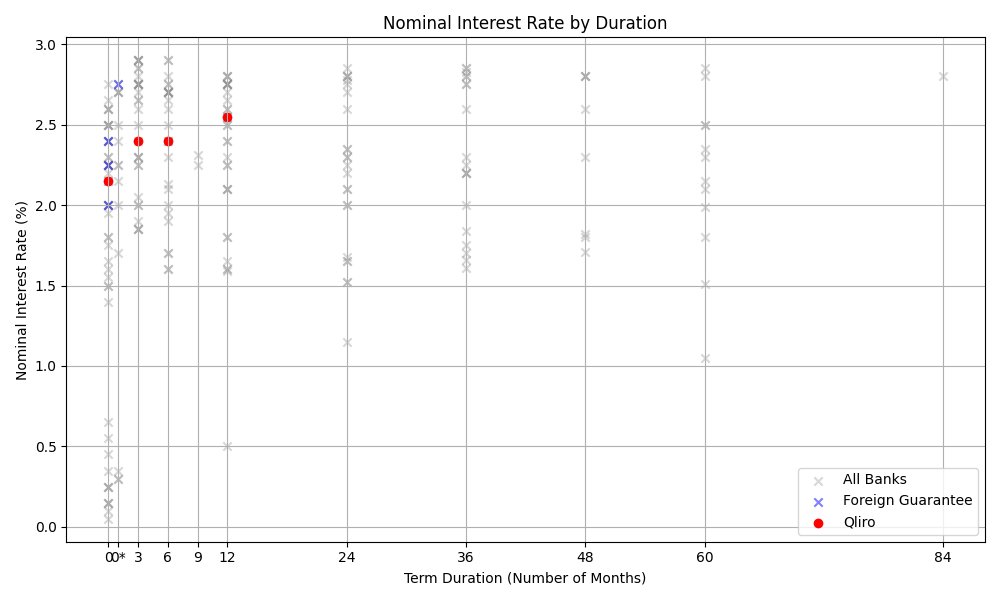 Nominal Interest Rate by Duration
Nominal Interest Rate (%)
3.0
2.5
2.0
1.5
1.0
0.5
0.0
All Banks
Foreign Guarantee
Qliro
0 0* 3 6 9 12 24 36 48 60 84
Term Duration (Number of Months)